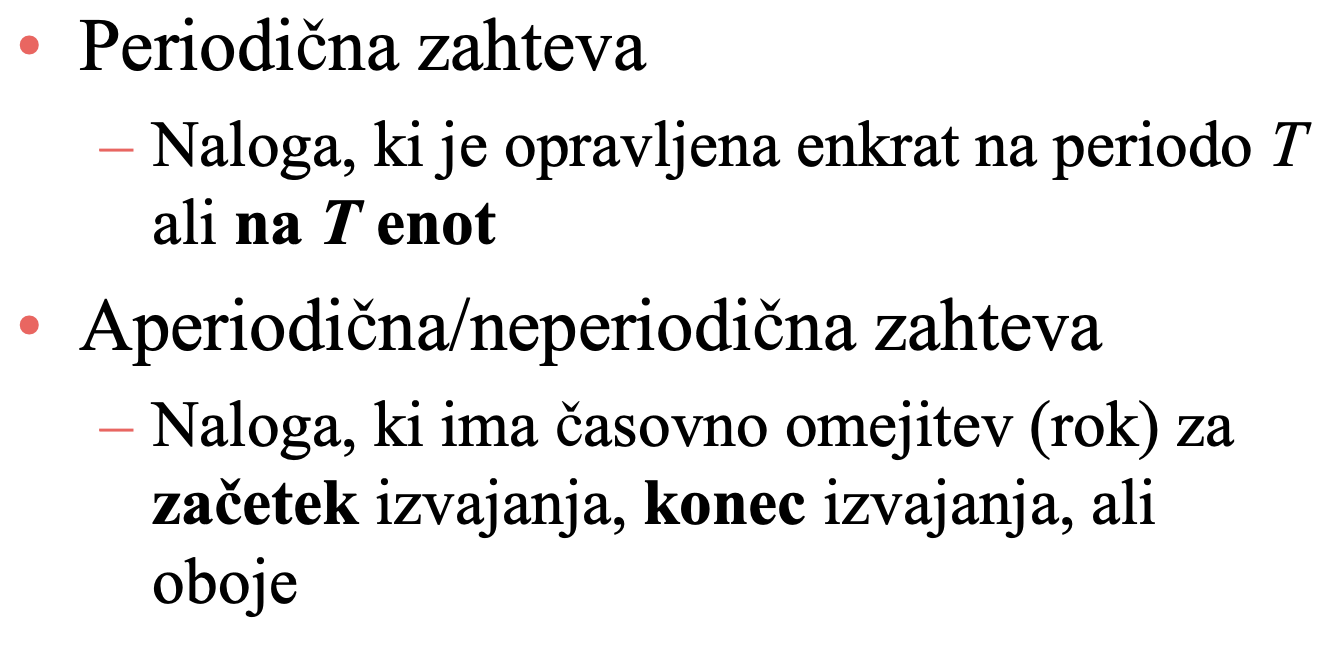 • Periodična zahteva
– Naloga, ki je opravljena enkrat na periodo T
ali na T enot
• Aperiodična/neperiodična zahteva
– Naloga, ki ima časovno omejitev (rok) za
začetek izvajanja, konec izvajanja, ali
oboje